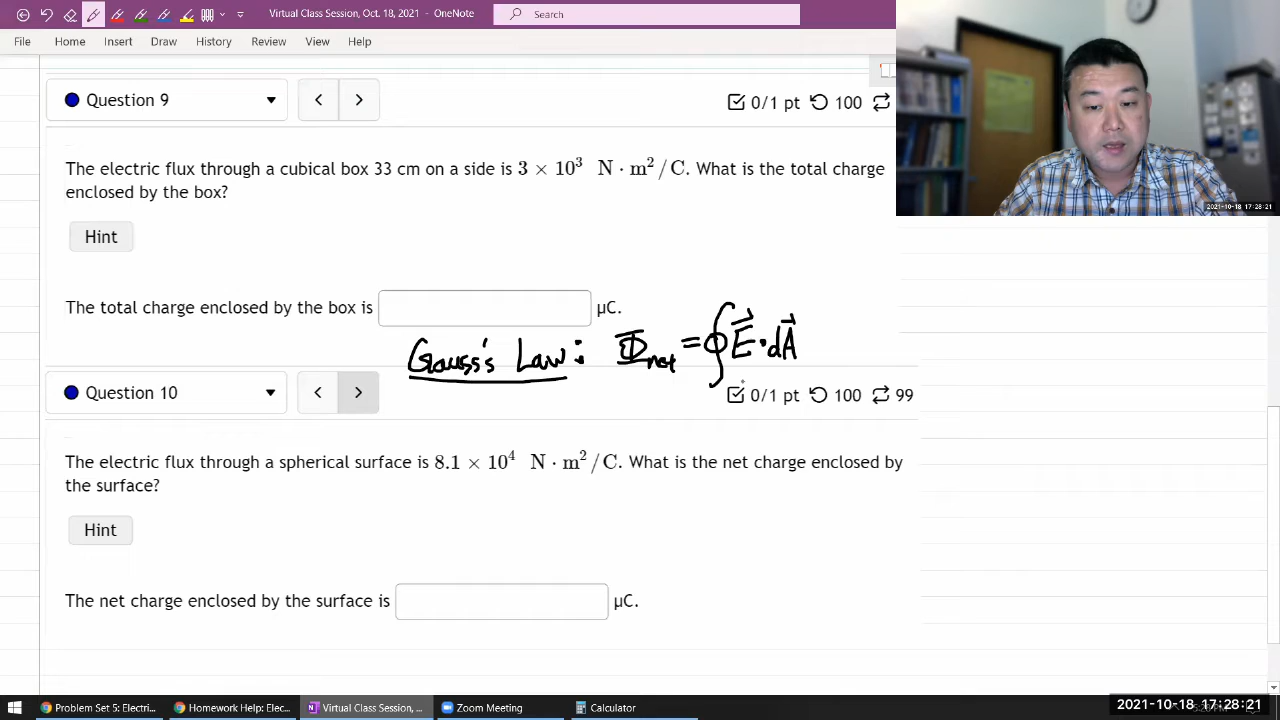 Virtual Class Session, Oct. 18, 2021 - OneNote
Search
File Home Insert Draw History Review View Help
Question 9
0/1 pt 100
The electric flux through a cubical box 33 cm on a side is 3 × 10³ N · m²/C. What is the total charge
enclosed by the box?
Hint
2021-10-18 17:28:21
The total charge enclosed by the box is μC.
Gauss's Law: Φnet = ∮E⃗·dA⃗
Question 10
0/1 pt 100 99
The electric flux through a spherical surface is 8.1 × 10⁴ N · m²/C. What is the net charge enclosed by
the surface?
Hint
The net charge enclosed by the surface is μC.
Problem Set 5: Electri... Homework Help: Elec... Virtual Class Session, ... Zoom Meeting Calculator
2021-10-18 17:28:21